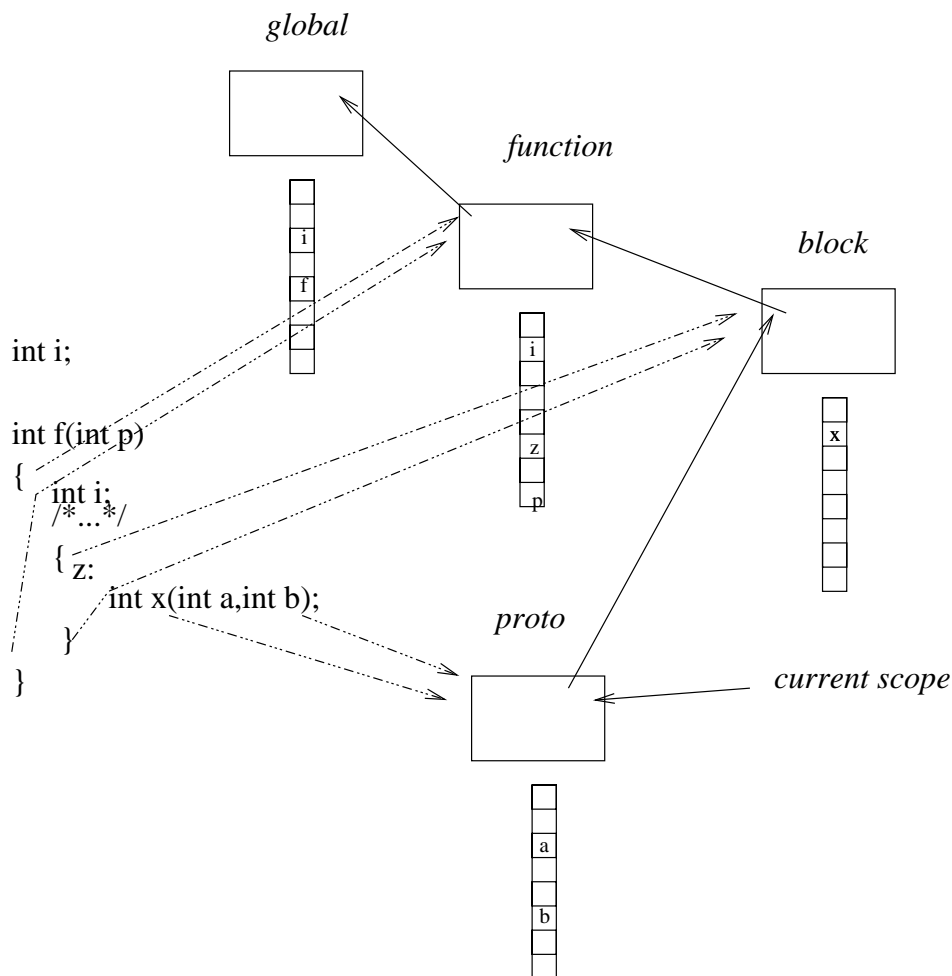 global
function
block
i
f
i
z
p
x
int i;
int f(int p)
{
int i;
/*...*/
{
z:
int x(int a,int b);
}
}
proto
current scope
a
b